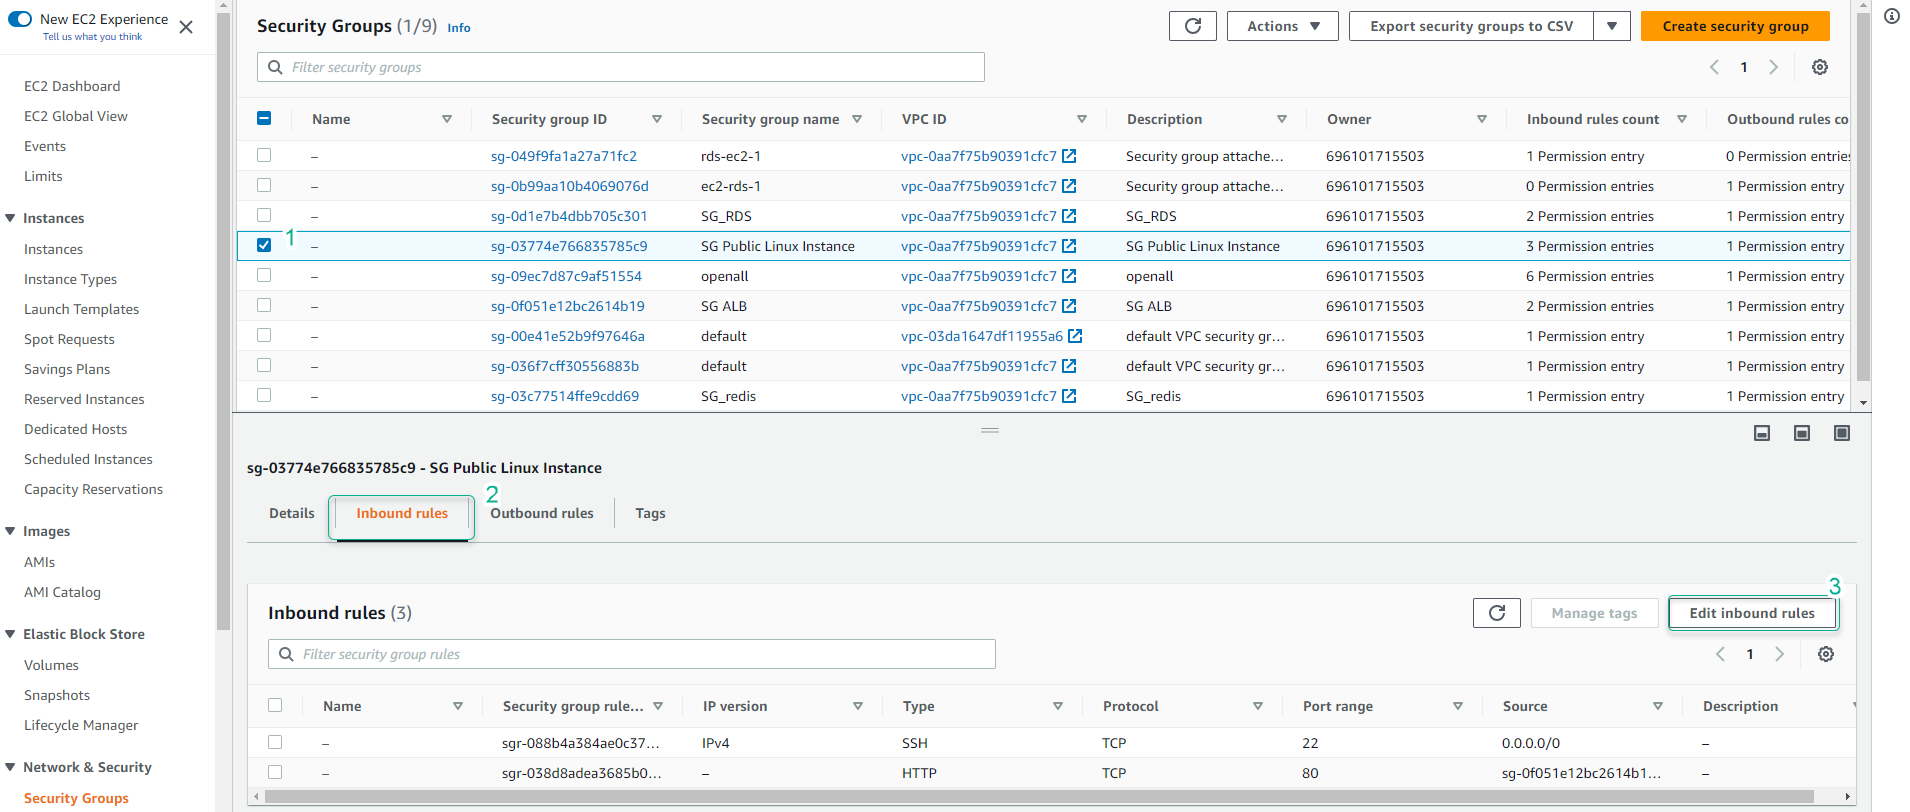 New EC2 Experience
Tell us what you think
EC2 Dashboard
EC2 Global View
Events
Limits
Instances
Instances
Instance Types
Launch Templates
Spot Requests
Savings Plans
Reserved Instances
Dedicated Hosts
Scheduled Instances
Capacity Reservations
Images
AMIs
AMI Catalog
Elastic Block Store
Volumes
Snapshots
Lifecycle Manager
Network & Security
Security Groups
Security Groups (1/9) Info
Actions
Export security groups to CSV
Create security group
Filter security groups
1
Name Security group ID Security group name VPC ID Description Owner Inbound rules count Outbound rules co
– sg-049f9fa1a27a71fc2 rds-ec2-1 vpc-0aa7f75b90391cfc7 Security group attache... 696101715503 1 Permission entry 0 Permission entries
– sg-0b99aa10b4069076d ec2-rds-1 vpc-0aa7f75b90391cfc7 Security group attache... 696101715503 0 Permission entries 1 Permission entry
– sg-0d1e7b4dbb705c301 SG_RDS vpc-0aa7f75b90391cfc7 SG_RDS 696101715503 2 Permission entries 1 Permission entry
1 – sg-03774e766835785c9 SG Public Linux Instance vpc-0aa7f75b90391cfc7 SG Public Linux Instance 696101715503 3 Permission entries 1 Permission entry
– sg-09ec7d87c9af51554 openall vpc-0aa7f75b90391cfc7 openall 696101715503 6 Permission entries 1 Permission entry
– sg-0f051e12bc2614b19 SG ALB vpc-0aa7f75b90391cfc7 SG ALB 696101715503 2 Permission entries 1 Permission entry
– sg-00e41e52b9f97646a default vpc-03da1647df11955a6 default VPC security gr... 696101715503 1 Permission entry 1 Permission entry
– sg-036f7cff30556883b default vpc-0aa7f75b90391cfc7 default VPC security gr... 696101715503 1 Permission entry 1 Permission entry
– sg-03c77514ffe9cdd69 SG_redis vpc-0aa7f75b90391cfc7 SG_redis 696101715503 1 Permission entry 1 Permission entry
sg-03774e766835785c9 - SG Public Linux Instance
2
Details Inbound rules Outbound rules Tags
3
Inbound rules (3)
Manage tags
Edit inbound rules
Filter security group rules
1
Name Security group rule... IP version Type Protocol Port range Source Description
– sgr-088b4a384ae0c37... IPv4 SSH TCP 22 0.0.0.0/0 –
– sgr-038d8adea3685b0... – HTTP TCP 80 sg-0f051e12bc2614b1... –